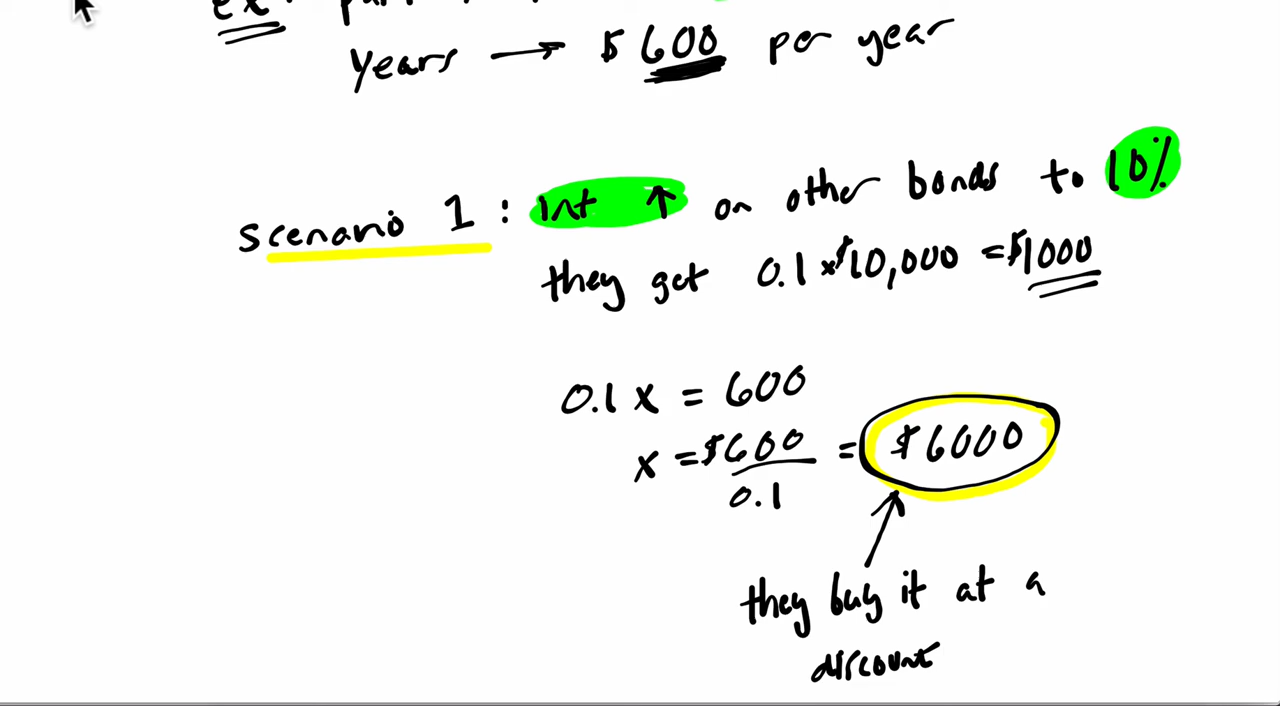 ex:
Years → $600 per year
Scenario 1: Int ↑ on other bonds to 10%
they get 0.1 x $10,000 = $1000
0.1 x = 600
x = $600 / 0.1 = $6000
they buy it at a
discount